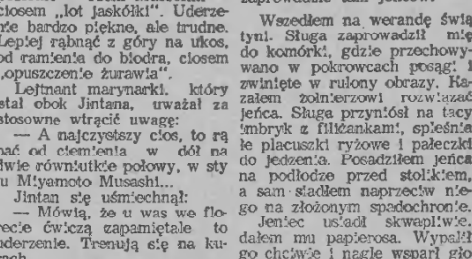 closem „lot jaskółki". Uderze-
nie bardzo piękne, ale trudne.
Lepiej rąbnąć z góry na ukos,
od ramienia do biodra, ciosem
„opuszczenie żurawia".
Lejtnant marynarki, który
stał obok Jintana, uważał za
stosowne wtrącić uwagę:
— A najczystszy cios, to rą
nać od ciemienia w dół na
dwie równiutkie połowy, w sty
lu Miyamoto Musashi...
Jintan się uśmiechnął:
— Mówią, że u was we flo-
recie ćwiczą zapamiętale to
uderzenie. Trenują się na ku-
Wszedłem na werandę świą
tyni. Sługa zaprowadził mię
do komórki, gdzie przechowy-
wano w pokrowcach posągi i
zwinięte w rulony obrazy. Ka-
załem żołnierzowi rozwiązać
jeńca. Sługa przyniósł na tacy
imbryk z filiżankami, spieśnia
łe placuszki ryżowe i pałeczki
do jedzenia. Posadziłem jeńca
na podłodze przed stolikiem,
a sam siadłem naprzeciw nie-
go na złożonym spadochronie.
Jeniec usiadł skwapliwie.
dałem mu papierosa. Wypalił
go chciwie i nagle wsparł gło